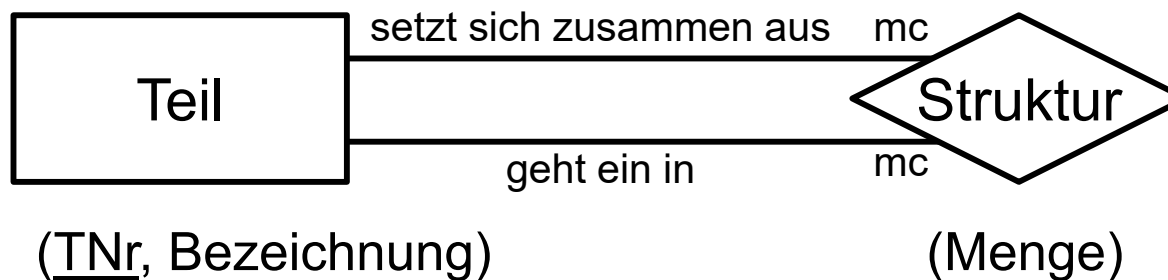 setzt sich zusammen aus mc
Teil
Struktur
geht ein in mc
(TNr, Bezeichnung)
(Menge)